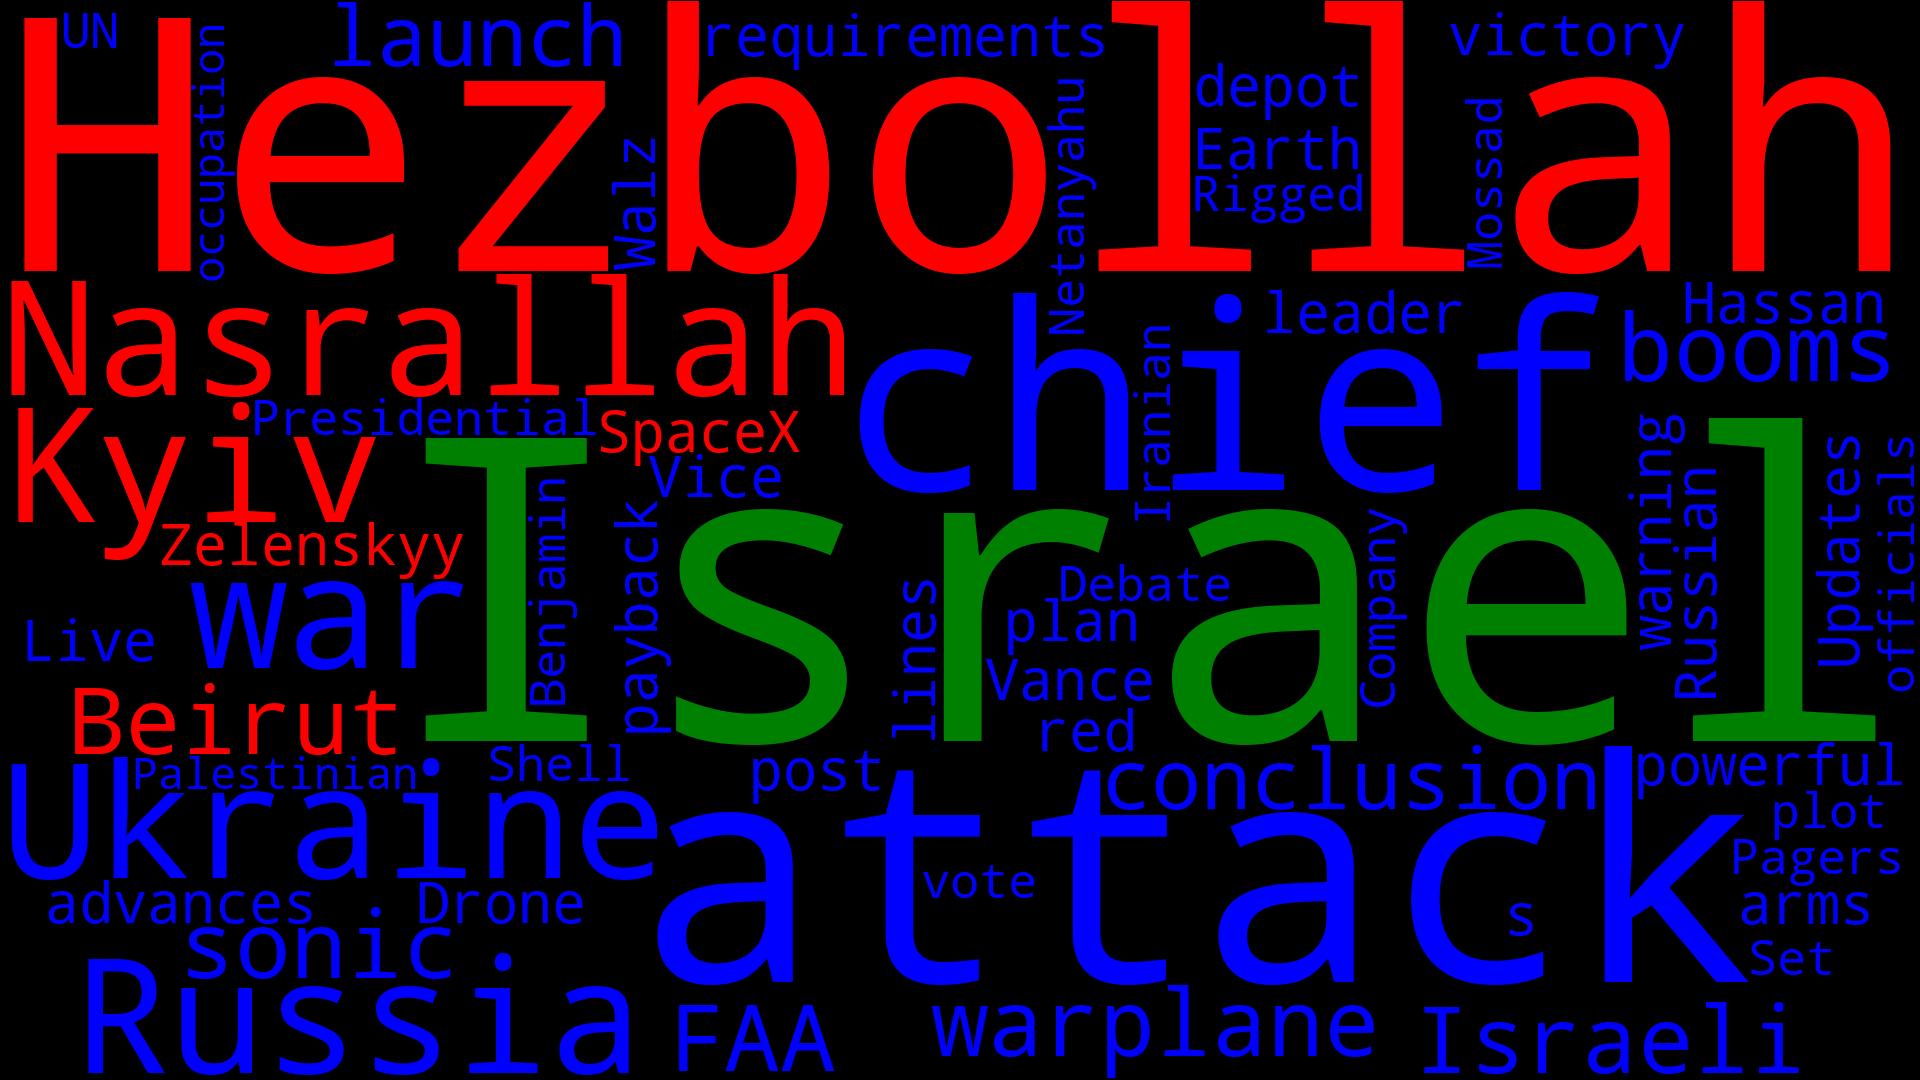 UN
launch
requirements
victory
Hezbollah
occupation
Walz
Netanyahu
depot
Earth
Rigged
Mossad
Nasrallah
chief
leader
Hassan
booms
Iranian
Kyiv
Presidential
SpaceX
Vice
Zelenskyy
Israel
Benjamin
payback
lines
Debate
plan
Vance
red
Company
warning
Russian
Updates
officials
war
Live
Beirut
Palestinian
Shell
post
conclusion
powerful
Ukraine
attack
vote
s
plot
Pagers
arms
Set
advances
Drone
sonic
Russia
FAA
warplane
Israeli